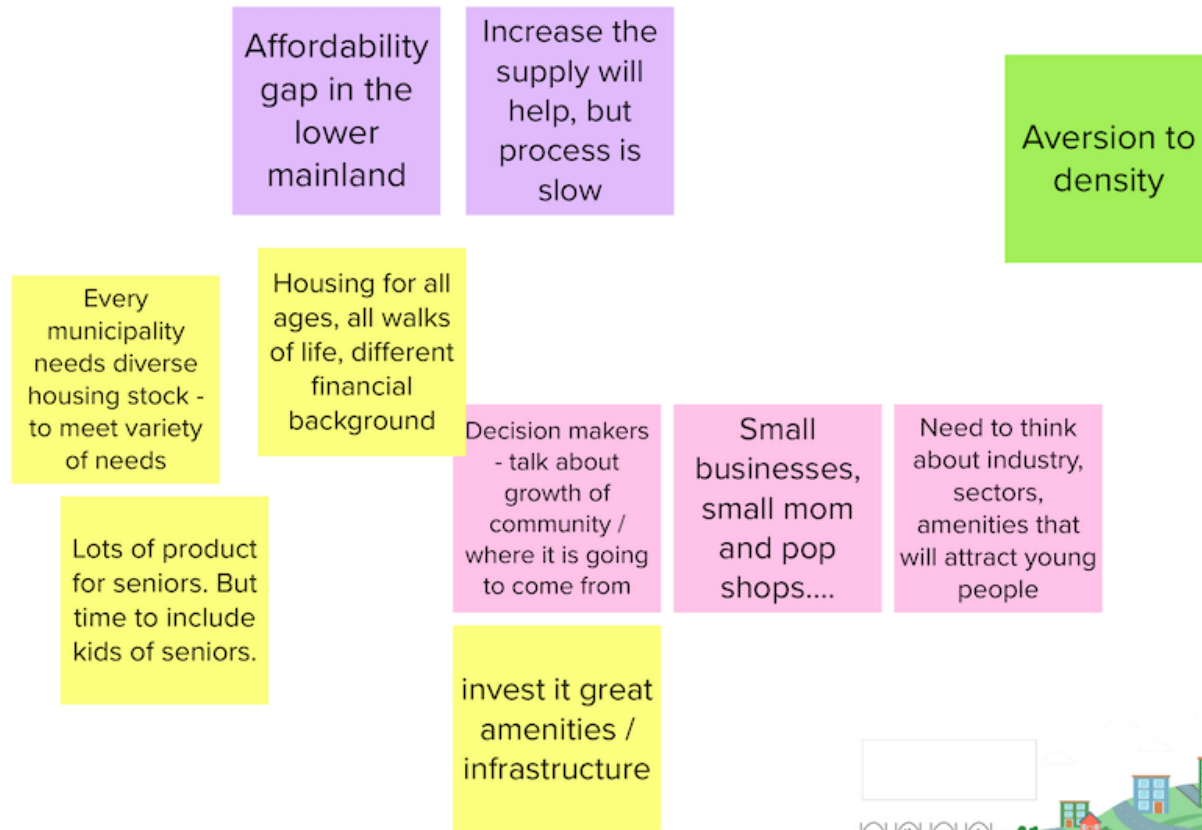 Affordability
gap in the
lower
mainland
Increase the
supply will
help, but
process is
slow
Aversion to
density
Every
municipality
needs diverse
housing stock -
to meet variety
of needs
Housing for all
ages, all walks
of life, different
financial
background
Decision makers
- talk about
growth of
community /
where it is going
to come from
Small
businesses,
small mom
and pop
shops....
Need to think
about industry,
sectors,
amenities that
will attract young
people
Lots of product
for seniors. But
time to include
kids of seniors.
invest it great
amenities /
infrastructure